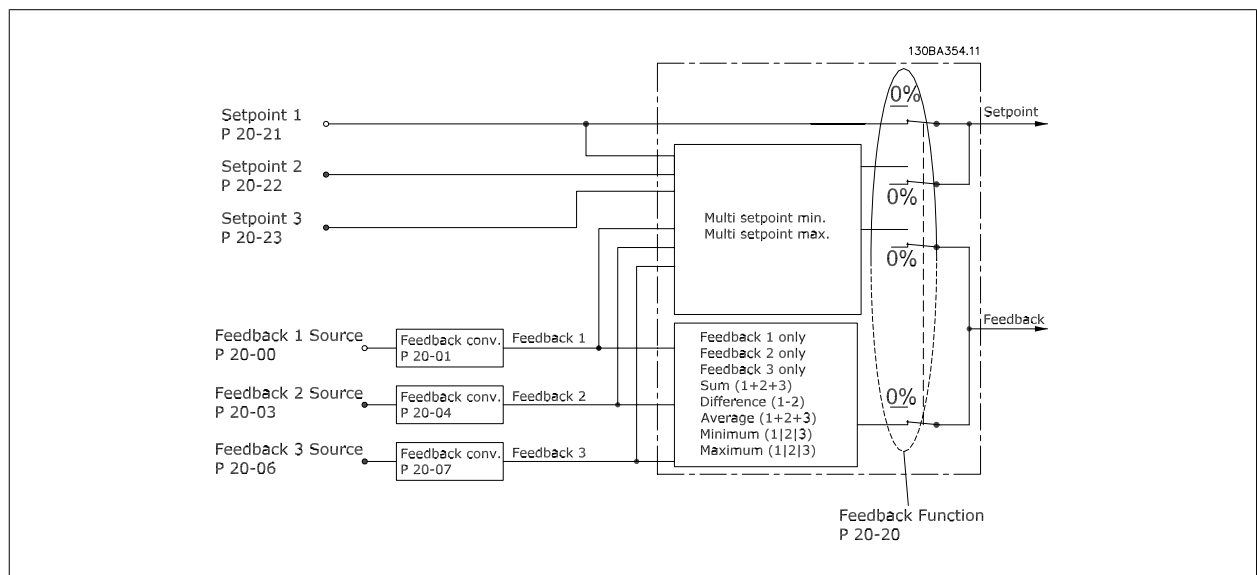 130BA354.11
0%
Setpoint
Setpoint 1
P 20-21
Setpoint 2
P 20-22
0%
Setpoint 3
P 20-23
Multi setpoint min.
Multi setpoint max.
0%
Feedback
Feedback 1 Source
P 20-00
Feedback conv.
P 20-01
Feedback 1
Feedback 2 Source
P 20-03
Feedback conv.
P 20-04
Feedback 2
Feedback 3 Source
P 20-06
Feedback conv.
P 20-07
Feedback 3
Feedback 1 only
Feedback 2 only
Feedback 3 only
Sum (1+2+3)
Difference (1-2)
Average (1+2+3)
Minimum (1|2|3)
Maximum (1|2|3)
0%
Feedback Function
P 20-20